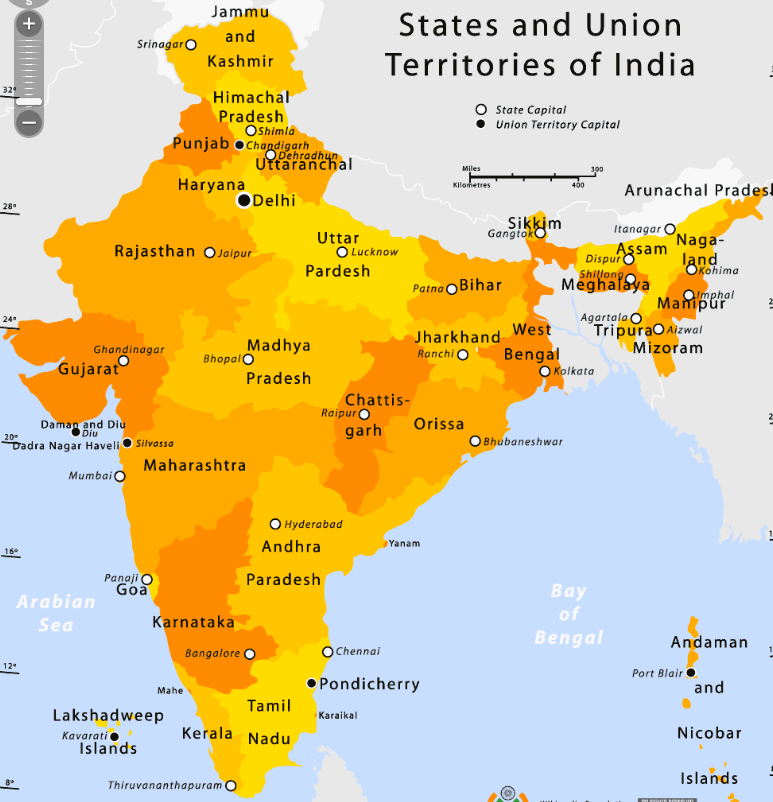 States and Union
Territories of India
State Capital
Union Territory Capital
Miles
300
Kilometres
400
Jammu
and
Kashmir
Srinagar
32°
Himachal
Pradesh
Shimla
Punjab
Chandigarh
Dehradhun
Uttaranchal
Haryana
Delhi
28°
Arunachal Prades
Sikkim
Gangtok
Itanagar
Assam
Naga-
land
Dispur
Kohima
Shillong
Meghalaya
Imphal
Manipur
Agartala
Tripura
Aizwal
Mizoram
Rajasthan
Jaipur
Uttar
Lucknow
Pardesh
Patna
Bihar
24°
Gandhinagar
Gujarat
Madhya
Bhopal
Pradesh
Jharkhand
Ranchi
West
Bengal
Kolkata
Chattis-
garh
Raipur
Orissa
Bhubaneshwar
Daman and Diu
Diu
Dadra Nagar Haveli
Silvassa
20°
Maharashtra
Mumbai
Hyderabad
Andhra
Paradesh
Yanam
16°
Panaji
Goa
Arabian
Sea
Bay
of
Bengal
Karnataka
Bangalore
Chennai
12°
Mahe
Pondicherry
Tamil
Nadu
Karaikal
Lakshadweep
Kavarati
Islands
Kerala
Thiruvananthapuram
8°
Andaman
Port Blair
and
Nicobar
Islands